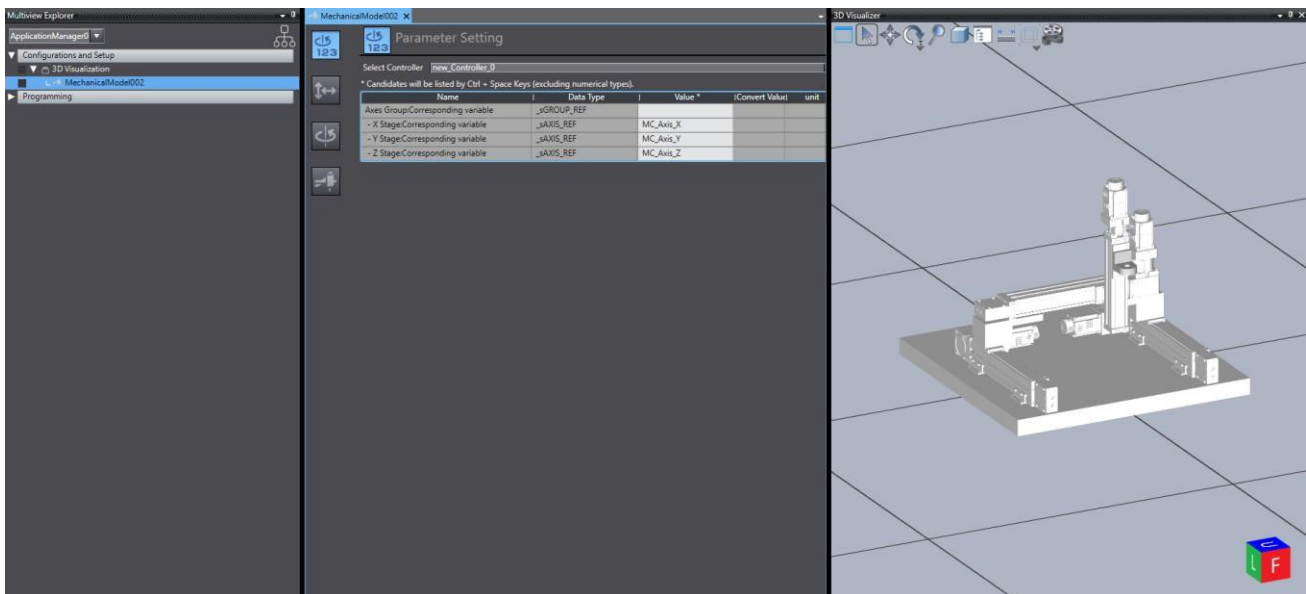 Multiview Explorer
ApplicationManager0
Configurations and Setup
3D Visualization
MechanicalModel002
Programming
MechanicalModel002
123
123
Parameter Setting
Select Controller new_Controller_0
* Candidates will be listed by Ctrl + Space Keys (excluding numerical types).
Name | Data Type | Value * |Convert Value| unit
Axes Group:Corresponding variable _sGROUP_REF
- X Stage:Corresponding variable _sAXIS_REF MC_Axis_X
- Y Stage:Corresponding variable _sAXIS_REF MC_Axis_Y
- Z Stage:Corresponding variable _sAXIS_REF MC_Axis_Z
3D Visualizer
U
L F